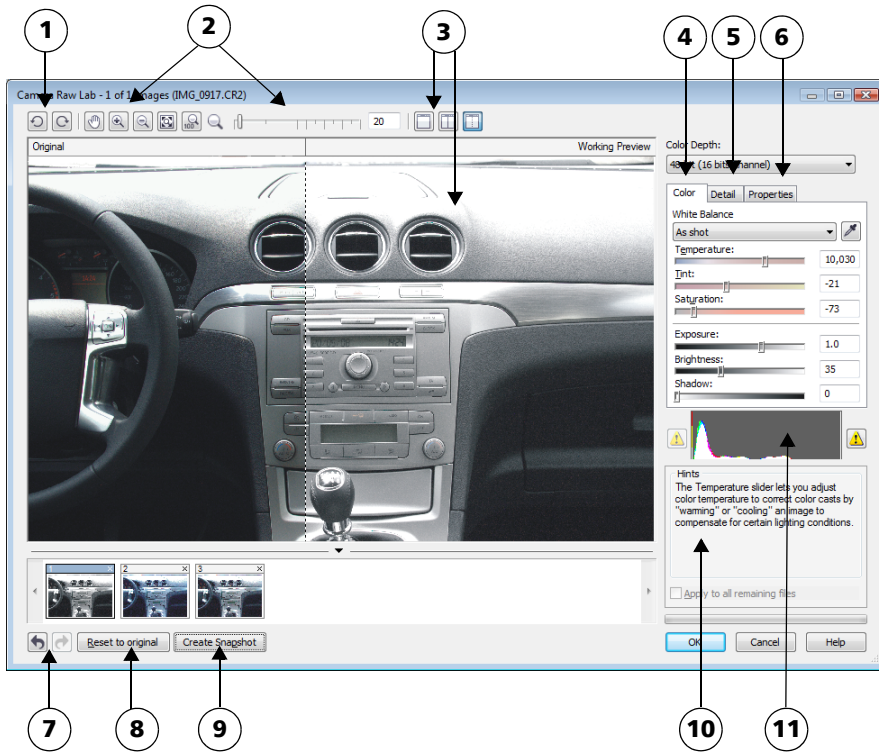 1
2
3
4
5
6
Camera Raw Lab - 1 of 1 images (IMG_0917.CR2)
100
20
Original
Working Preview
Color Depth:
48-bit (16 bits/channel)
Color
Detail
Properties
White Balance
As shot
Temperature:
10,030
Tint:
-21
Saturation:
-73
Exposure:
1.0
Brightness:
35
Shadow:
0
Hints
The Temperature slider lets you adjust
color temperature to correct color casts by
"warming" or "cooling" an image to
compensate for certain lighting conditions.
Apply to all remaining files
1
2
3
Reset to original
Create Snapshot
OK
Cancel
Help
7
8
9
10
11